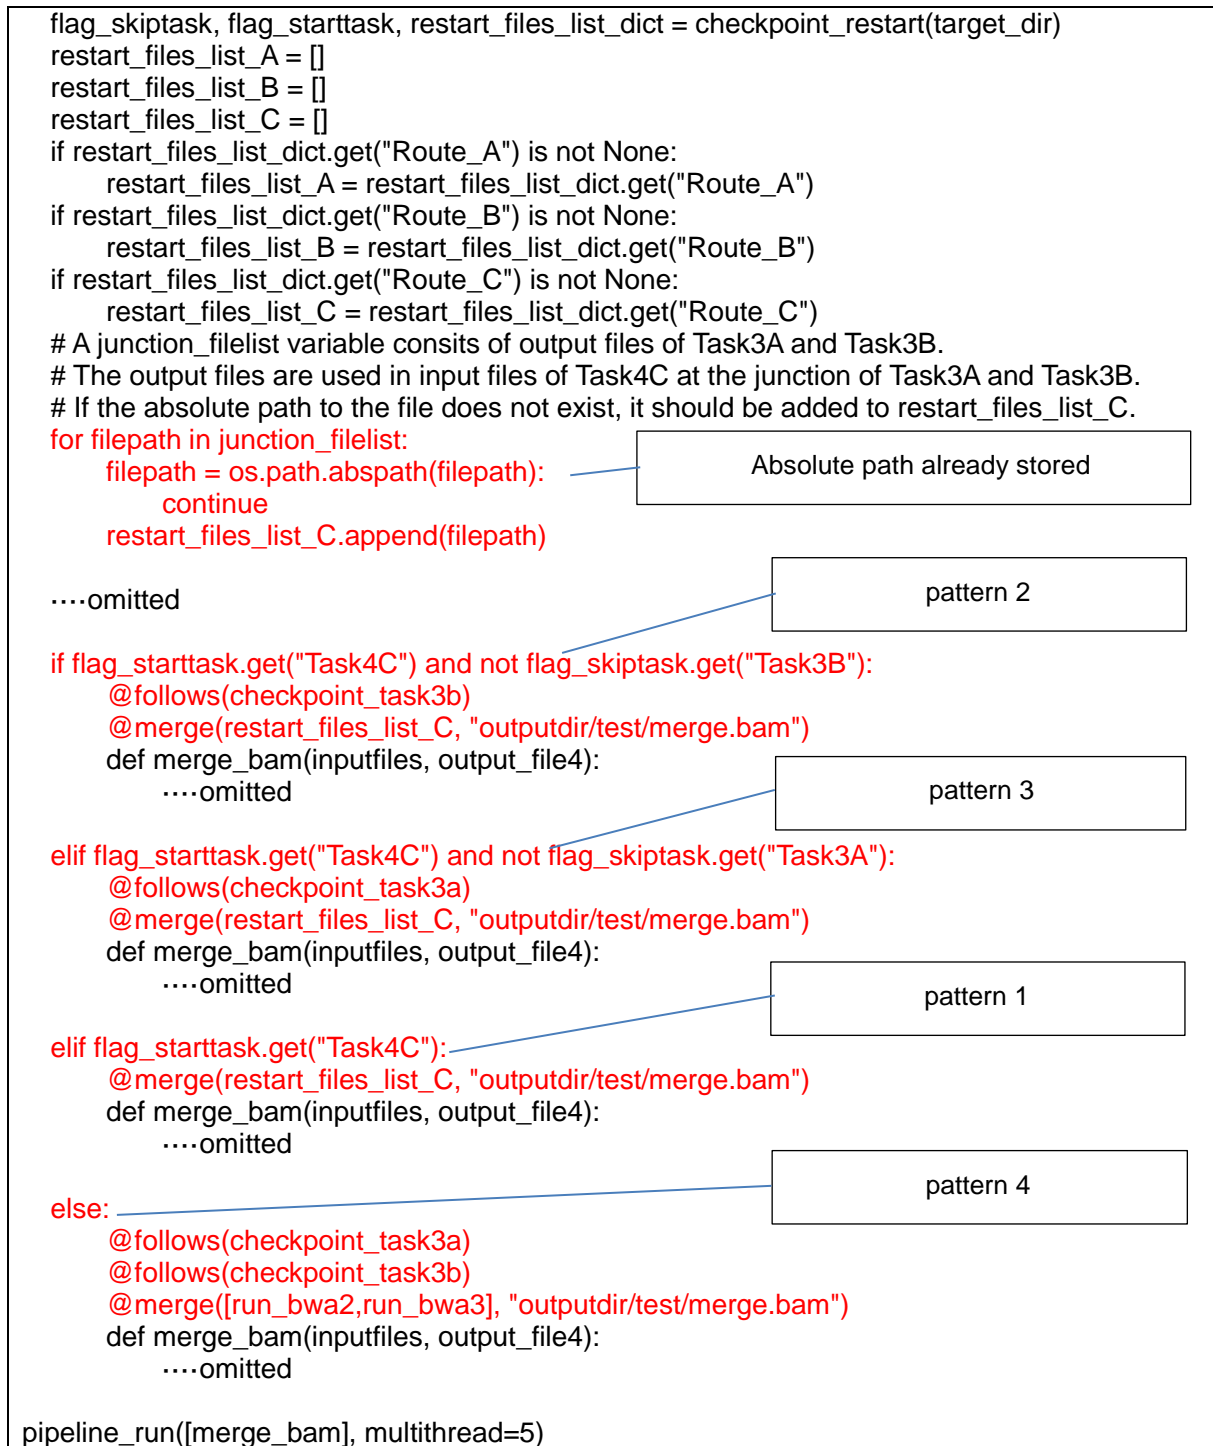 flag_skiptask, flag_starttask, restart_files_list_dict = checkpoint_restart(target_dir)
restart_files_list_A = []
restart_files_list_B = []
restart_files_list_C = []
if restart_files_list_dict.get("Route_A") is not None:
    restart_files_list_A = restart_files_list_dict.get("Route_A")
if restart_files_list_dict.get("Route_B") is not None:
    restart_files_list_B = restart_files_list_dict.get("Route_B")
if restart_files_list_dict.get("Route_C") is not None:
    restart_files_list_C = restart_files_list_dict.get("Route_C")
# A junction_filelist variable consits of output files of Task3A and Task3B.
# The output files are used in input files of Task4C at the junction of Task3A and Task3B.
# If the absolute path to the file does not exist, it should be added to restart_files_list_C.
for filepath in junction_filelist:
    filepath = os.path.abspath(filepath):
Absolute path already stored
        continue
    restart_files_list_C.append(filepath)
····omitted
pattern 2
if flag_starttask.get("Task4C") and not flag_skiptask.get("Task3B"):
    @follows(checkpoint_task3b)
    @merge(restart_files_list_C, "outputdir/test/merge.bam")
    def merge_bam(inputfiles, output_file4):
        ····omitted
pattern 3
elif flag_starttask.get("Task4C") and not flag_skiptask.get("Task3A"):
    @follows(checkpoint_task3a)
    @merge(restart_files_list_C, "outputdir/test/merge.bam")
    def merge_bam(inputfiles, output_file4):
        ····omitted
pattern 1
elif flag_starttask.get("Task4C"):
    @merge(restart_files_list_C, "outputdir/test/merge.bam")
    def merge_bam(inputfiles, output_file4):
        ····omitted
pattern 4
else:
    @follows(checkpoint_task3a)
    @follows(checkpoint_task3b)
    @merge([run_bwa2,run_bwa3], "outputdir/test/merge.bam")
    def merge_bam(inputfiles, output_file4):
        ····omitted
pipeline_run([merge_bam], multithread=5)